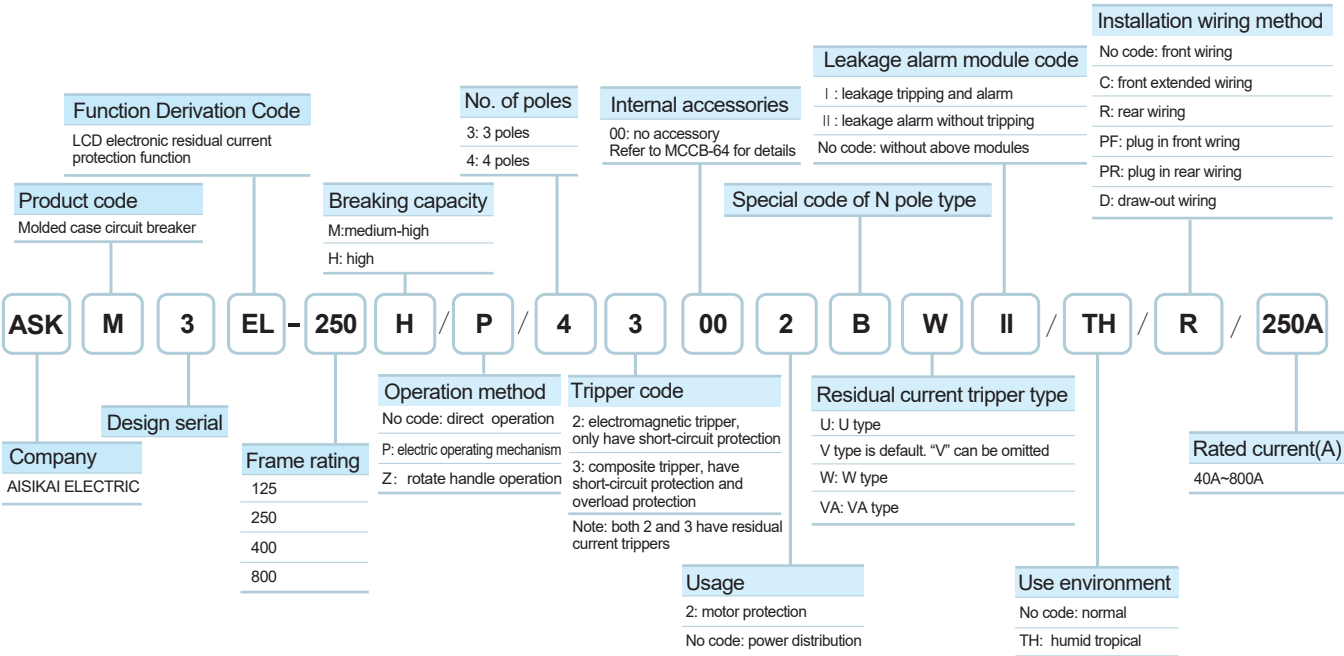 Installation wiring method
No code: front wiring
C: front extended wiring
R: rear wiring
PF: plug in front wiring
PR: plug in rear wiring
D: draw-out wiring
Leakage alarm module code
Ⅰ: leakage tripping and alarm
Ⅱ: leakage alarm without tripping
No code: without above modules
No. of poles
3: 3 poles
4: 4 poles
Internal accessories
00: no accessory
Refer to MCCB-64 for details
Function Derivation Code
LCD electronic residual current
protection function
Product code
Molded case circuit breaker
Breaking capacity
M:medium-high
H: high
Special code of N pole type
ASK M 3 EL - 250 H / P / 4 3 00 2 B W II / TH / R / 250A
Design serial
Company
AISIKAI ELECTRIC
Frame rating
125
250
400
800
Operation method
No code: direct operation
P: electric operating mechanism
Z: rotate handle operation
Tripper code
2: electromagnetic tripper,
only have short-circuit protection
3: composite tripper, have
short-circuit protection and
overload protection
Note: both 2 and 3 have residual
current trippers
Residual current tripper type
U: U type
V type is default. “V” can be omitted
W: W type
VA: VA type
Rated current(A)
40A~800A
Usage
2: motor protection
No code: power distribution
Use environment
No code: normal
TH: humid tropical